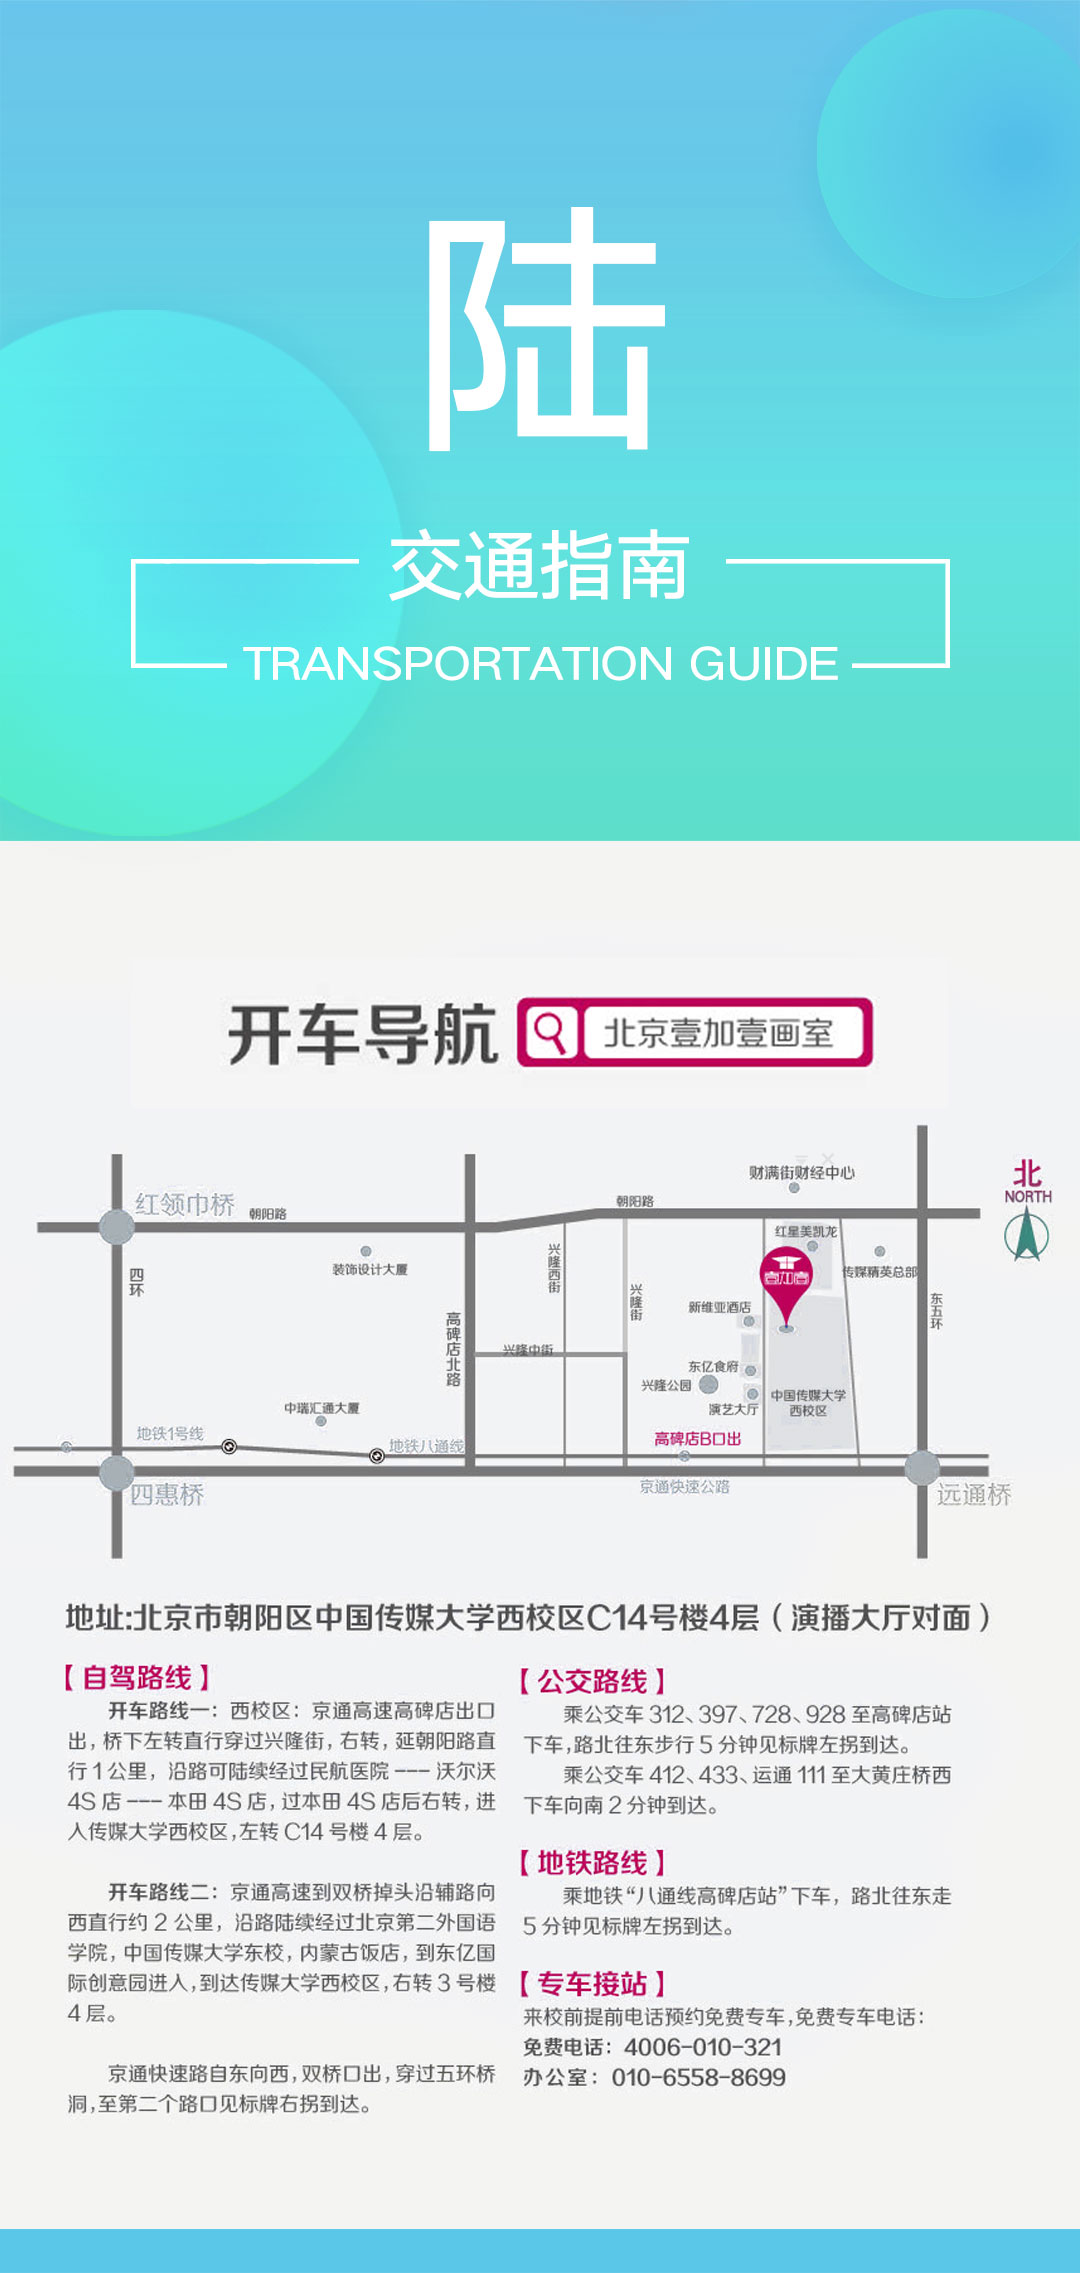 陆
交通指南
TRANSPORTATION GUIDE
开车导航
北京壹加壹画室
财满街财经中心
北
NORTH
红领巾桥
朝阳路
朝阳路
红星美凯龙
装饰设计大厦
兴隆西街
壹加壹
传媒精英总部
四环
兴隆街
新维亚酒店
东五环
高碑店北路
兴隆中街
东亿食府
兴隆公园
中国传媒大学
西校区
中瑞汇通大厦
演艺大厅
地铁1号线
地铁八通线
高碑店B口出
四惠桥
京通快速公路
远通桥
地址:北京市朝阳区中国传媒大学西校区C14号楼4层（演播大厅对面）
【自驾路线】
开车路线一：西校区：京通高速高碑店出口
出，桥下左转直行穿过兴隆街，右转，延朝阳路直
行1公里，沿路可陆续经过民航医院---沃尔沃
4S店---本田4S店，过本田4S店后右转，进
入传媒大学西校区，左转C14号楼4层。
开车路线二：京通高速到双桥掉头沿辅路向
西直行约2公里，沿路陆续经过北京第二外国语
学院，中国传媒大学东校，内蒙古饭店，到东亿国
际创意园进入，到达传媒大学西校区，右转3号楼
4层。
京通快速路自东向西，双桥口出，穿过五环桥
洞，至第二个路口见标牌右拐到达。
【公交路线】
乘公交车312、397、728、928至高碑店站
下车，路北往东步行5分钟见标牌左拐到达。
乘公交车412、433、运通111至大黄庄桥西
下车向南2分钟到达。
【地铁路线】
乘地铁“八通线高碑店站”下车，路北往东走
5分钟见标牌左拐到达。
【专车接站】
来校前提前电话预约免费专车，免费专车电话：
免费电话：4006-010-321
办公室：010-6558-8699